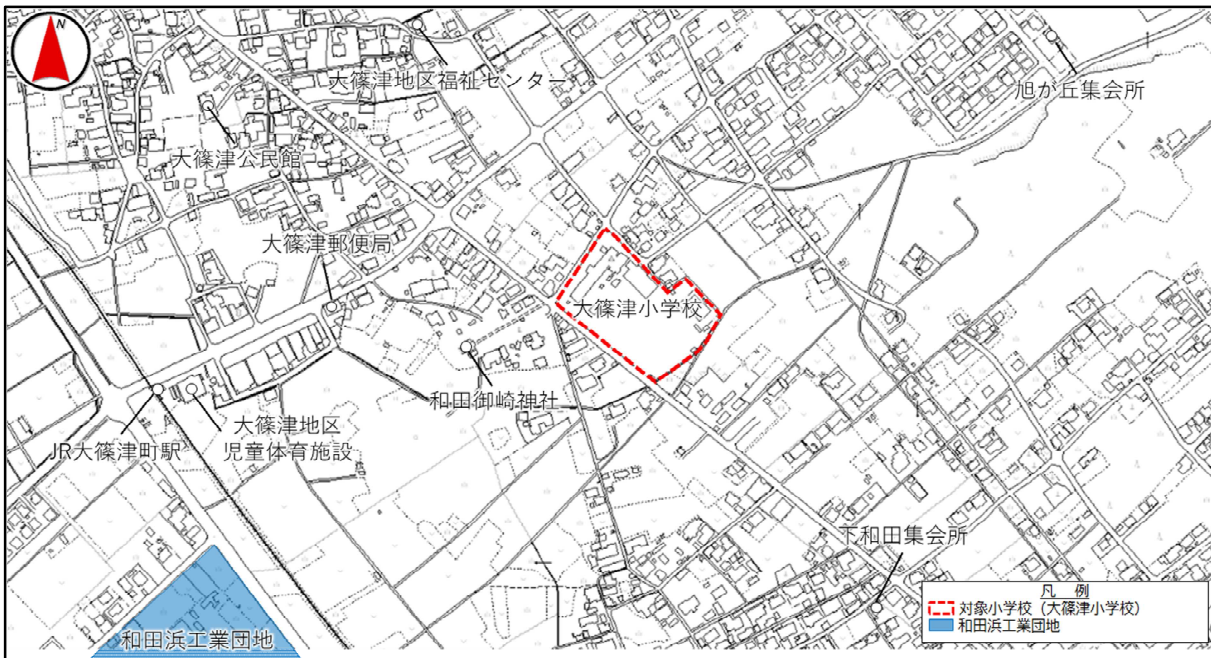 N
大篠津地区福祉センター
旭が丘集会所
大篠津公民館
大篠津郵便局
大篠津小学校
和田御崎神社
大篠津地区
児童体育施設
JR大篠津町駅
下和田集会所
和田浜工業団地
凡 例
対象小学校（大篠津小学校）
和田浜工業団地